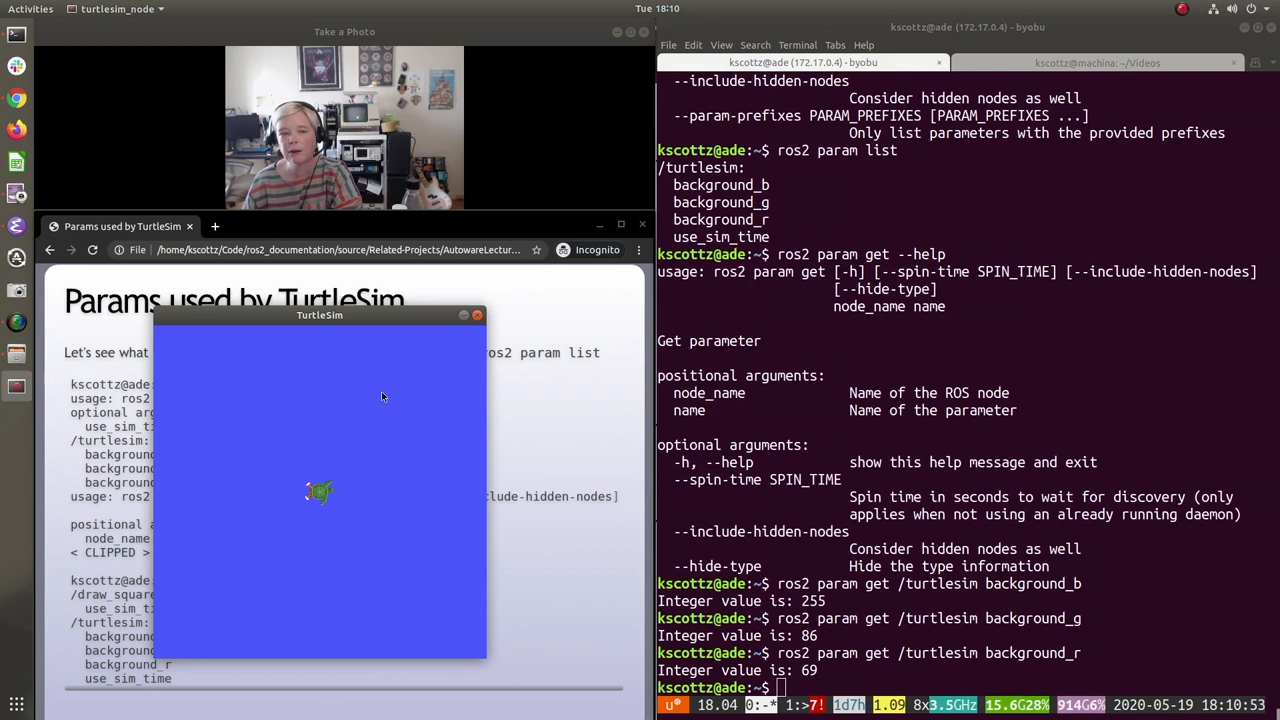 Activities
turtlesim_node
Tue 18:10
Take a Photo
Params used by TurtleSim
File
/home/kscottz/Code/ros2_documentation/source/Related-Projects/AutowareLectur...
Incognito
Params used by TurtleSim
Let's see what
ros2 param list
kscottz@ade:
usage: ros2
optional arg
use_sim_ti
/turtlesim:
background
background
background
usage: ros2
clude-hidden-nodes]
positional a
node_name
< CLIPPED >
kscottz@ade:
/draw_square
use_sim_ti
/turtlesim:
background
background
background_r
use_sim_time
TurtleSim
kscottz@ade (172.17.0.4) - byobu
File Edit View Search Terminal Tabs Help
kscottz@ade (172.17.0.4) - byobu
kscottz@machina: ~/Videos
--include-hidden-nodes
Consider hidden nodes as well
--param-prefixes PARAM_PREFIXES [PARAM_PREFIXES ...]
Only list parameters with the provided prefixes
kscottz@ade:~$ ros2 param list
/turtlesim:
background_b
background_g
background_r
use_sim_time
kscottz@ade:~$ ros2 param get --help
usage: ros2 param get [-h] [--spin-time SPIN_TIME] [--include-hidden-nodes]
[--hide-type]
node_name name
Get parameter
positional arguments:
node_name Name of the ROS node
name Name of the parameter
optional arguments:
-h, --help show this help message and exit
--spin-time SPIN_TIME
Spin time in seconds to wait for discovery (only
applies when not using an already running daemon)
--include-hidden-nodes
Consider hidden nodes as well
--hide-type Hide the type information
kscottz@ade:~$ ros2 param get /turtlesim background_b
Integer value is: 255
kscottz@ade:~$ ros2 param get /turtlesim background_g
Integer value is: 86
kscottz@ade:~$ ros2 param get /turtlesim background_r
Integer value is: 69
kscottz@ade:~$
u 18.04 0:-* 1:>7! 1d7h 1.09 8x3.5GHz 15.6G28% 914G6% 2020-05-19 18:10:53